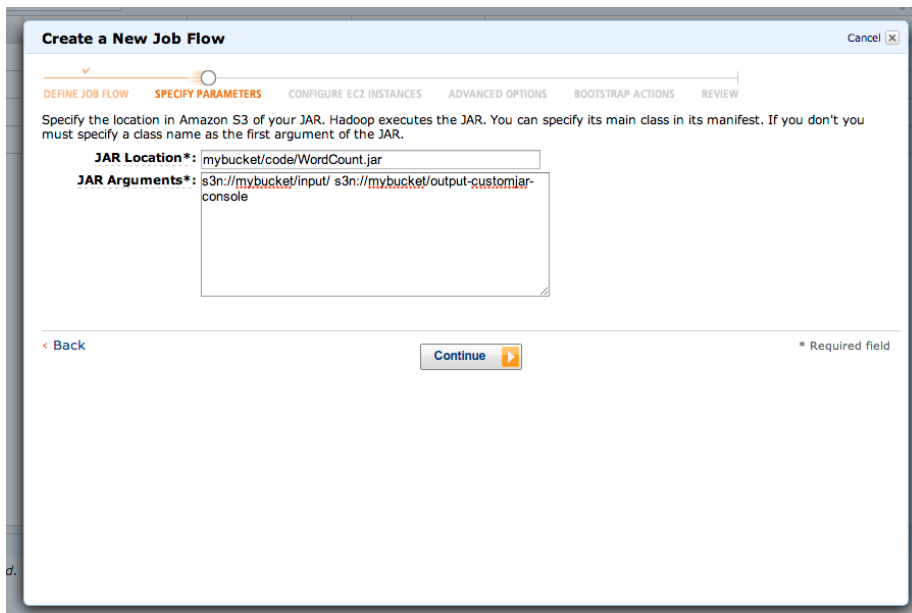 Create a New Job Flow
Cancel
DEFINE JOB FLOW SPECIFY PARAMETERS CONFIGURE EC2 INSTANCES ADVANCED OPTIONS BOOTSTRAP ACTIONS REVIEW
Specify the location in Amazon S3 of your JAR. Hadoop executes the JAR. You can specify its main class in its manifest. If you don't you
must specify a class name as the first argument of the JAR.
JAR Location*: mybucket/code/WordCount.jar
JAR Arguments*: s3n://mybucket/input/ s3n://mybucket/output-customjar-
console
< Back
Continue
* Required field
d.